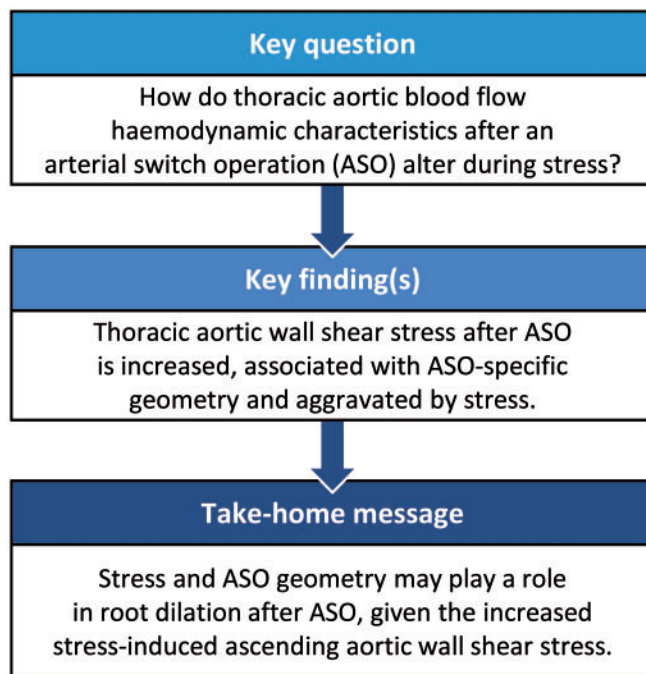 Key question
How do thoracic aortic blood flow
haemodynamic characteristics after an
arterial switch operation (ASO) alter during stress?
Key finding(s)
Thoracic aortic wall shear stress after ASO
is increased, associated with ASO-specific
geometry and aggravated by stress.
Take-home message
Stress and ASO geometry may play a role
in root dilation after ASO, given the increased
stress-induced ascending aortic wall shear stress.